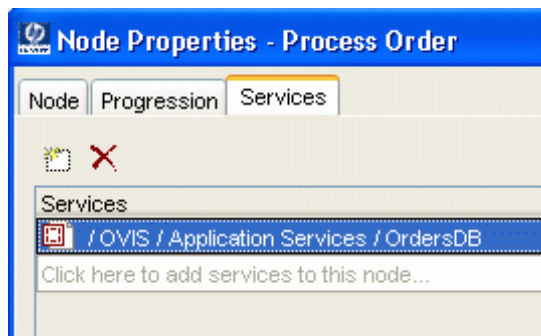 Node Properties - Process Order
Node Progression Services
Services
/ OVIS / Application Services / OrdersDB
Click here to add services to this node...